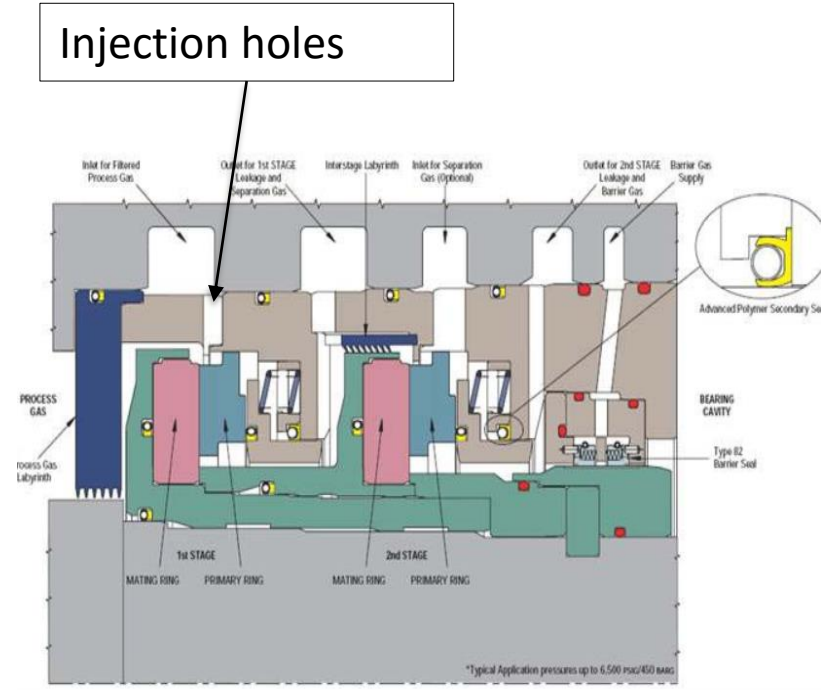 Injection holes
Inlet for Filtered
Process Gas
Outlet for 1st STAGE
Leakage and
Separation Gas
Interstage Labyrinth
Inlet for Separation
Gas (Optional)
Outlet for 2nd STAGE
Leakage and
Barrier Gas
Barrier Gas
Supply
Advanced Polymer Secondary Se
PROCESS
GAS
BEARING
CAVITY
rocess Gas
Labyrinth
Type 82
Barrier Seal
1st STAGE
2nd STAGE
MATING RING
PRIMARY RING
MATING RING
PRIMARY RING
*Typical Application pressures up to 6,500 PSIG/450 BARG